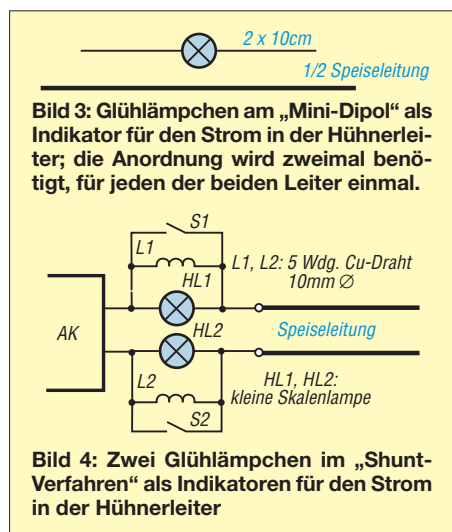 2 x 10cm
1/2 Speiseleitung
Bild 3: Glühlämpchen am „Mini-Dipol“ als
Indikator für den Strom in der Hühnerlei-
ter; die Anordnung wird zweimal benö-
tigt, für jeden der beiden Leiter einmal.
S1
L1
L1, L2: 5 Wdg. Cu-Draht
10mm Ø
HL1
AK
HL2
Speiseleitung
L2
HL1, HL2:
kleine Skalenlampe
S2
Bild 4: Zwei Glühlämpchen im „Shunt-
Verfahren“ als Indikatoren für den Strom
in der Hühnerleiter